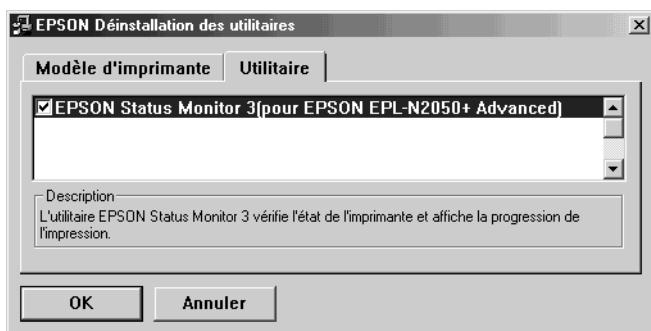 EPSON Déinstallation des utilitaires
Modèle d'imprimante
Utilitaire
EPSON Status Monitor 3(pour EPSON EPL-N2050+ Advanced)
Description
L'utilitaire EPSON Status Monitor 3 vérifie l'état de l'imprimante et affiche la progression de
l'impression.
OK
Annuler